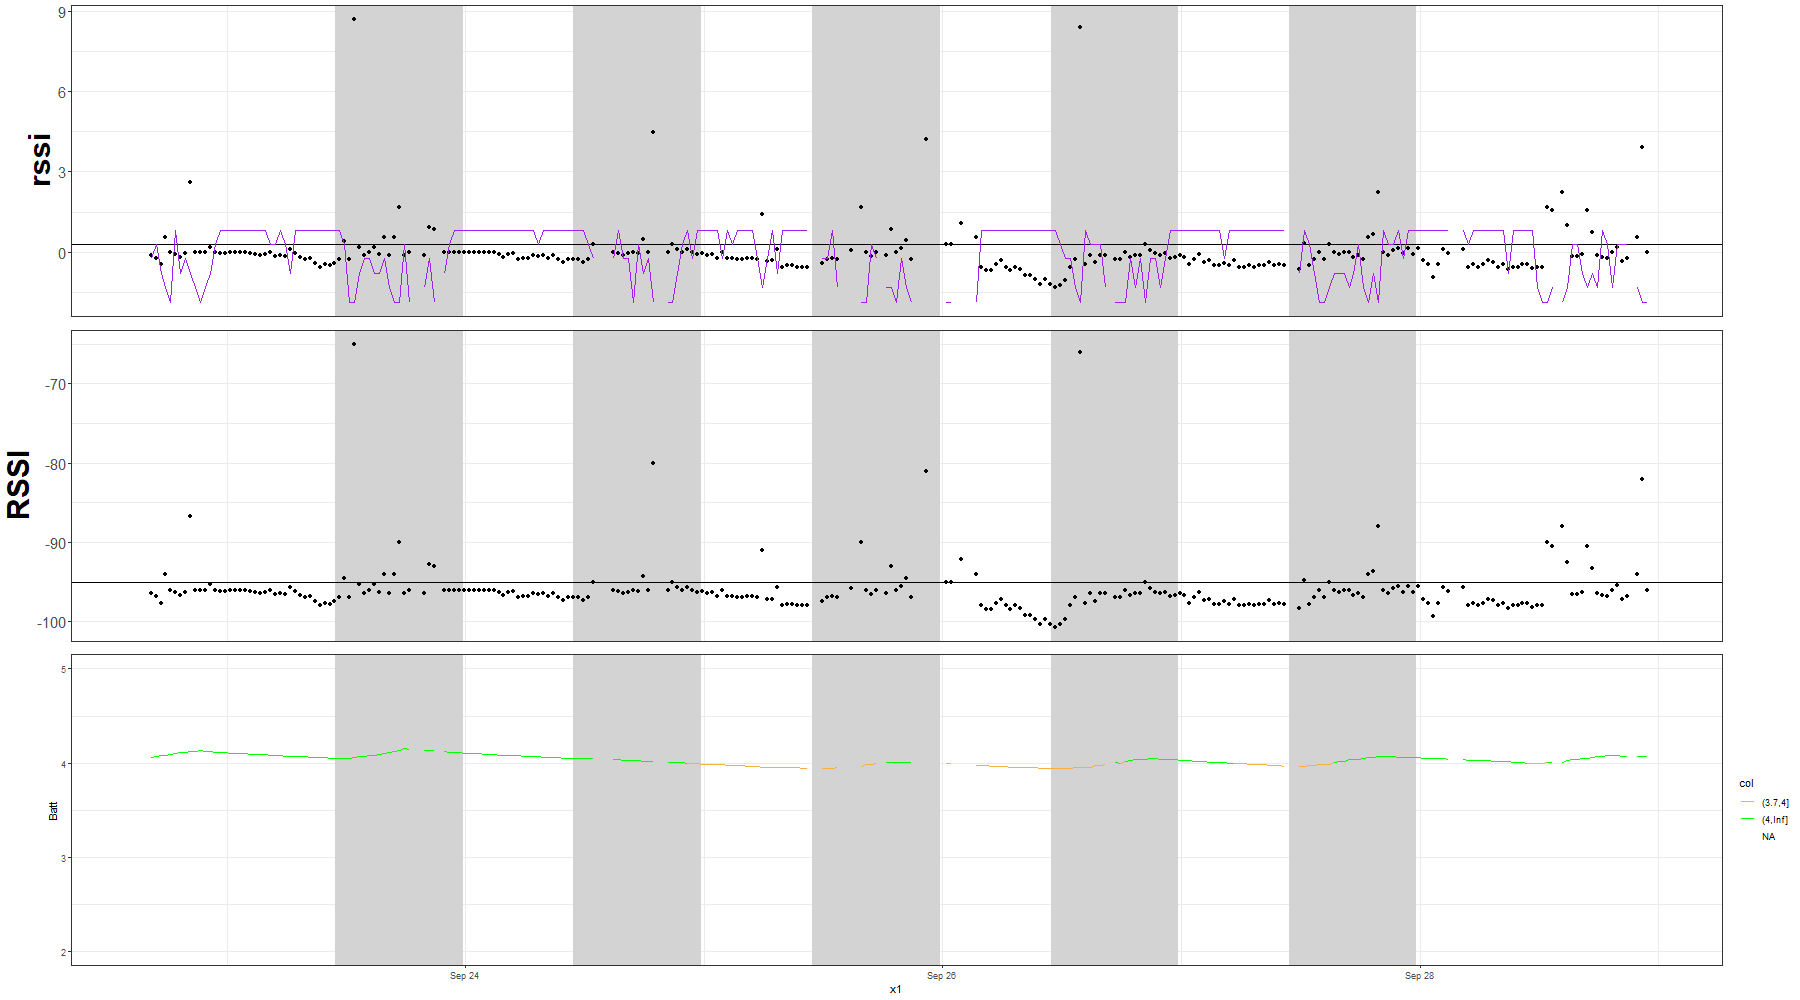 rssi
9
6
3
0
RSSI
-70
-80
-90
-100
Batt
5
4
3
2
Sep 24
Sep 26
Sep 28
x1
col
(3.7,4]
(4,Inf]
NA